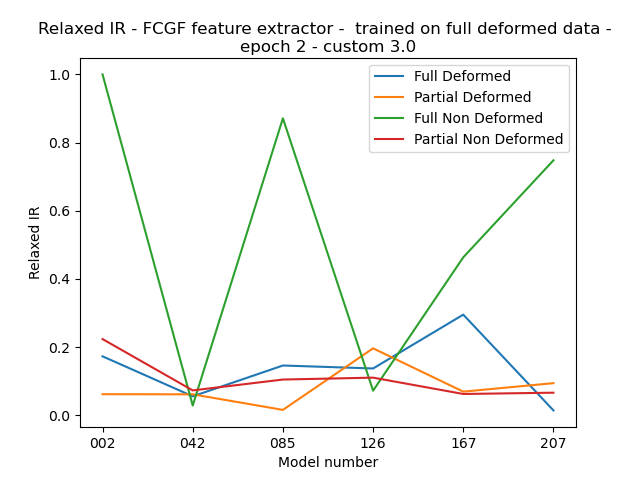 Relaxed IR - FCGF feature extractor -  trained on full deformed data -
epoch 2 - custom 3.0
Full Deformed
Partial Deformed
Full Non Deformed
Partial Non Deformed
Relaxed IR
1.0
0.8
0.6
0.4
0.2
0.0
002 042 085 126 167 207
Model number